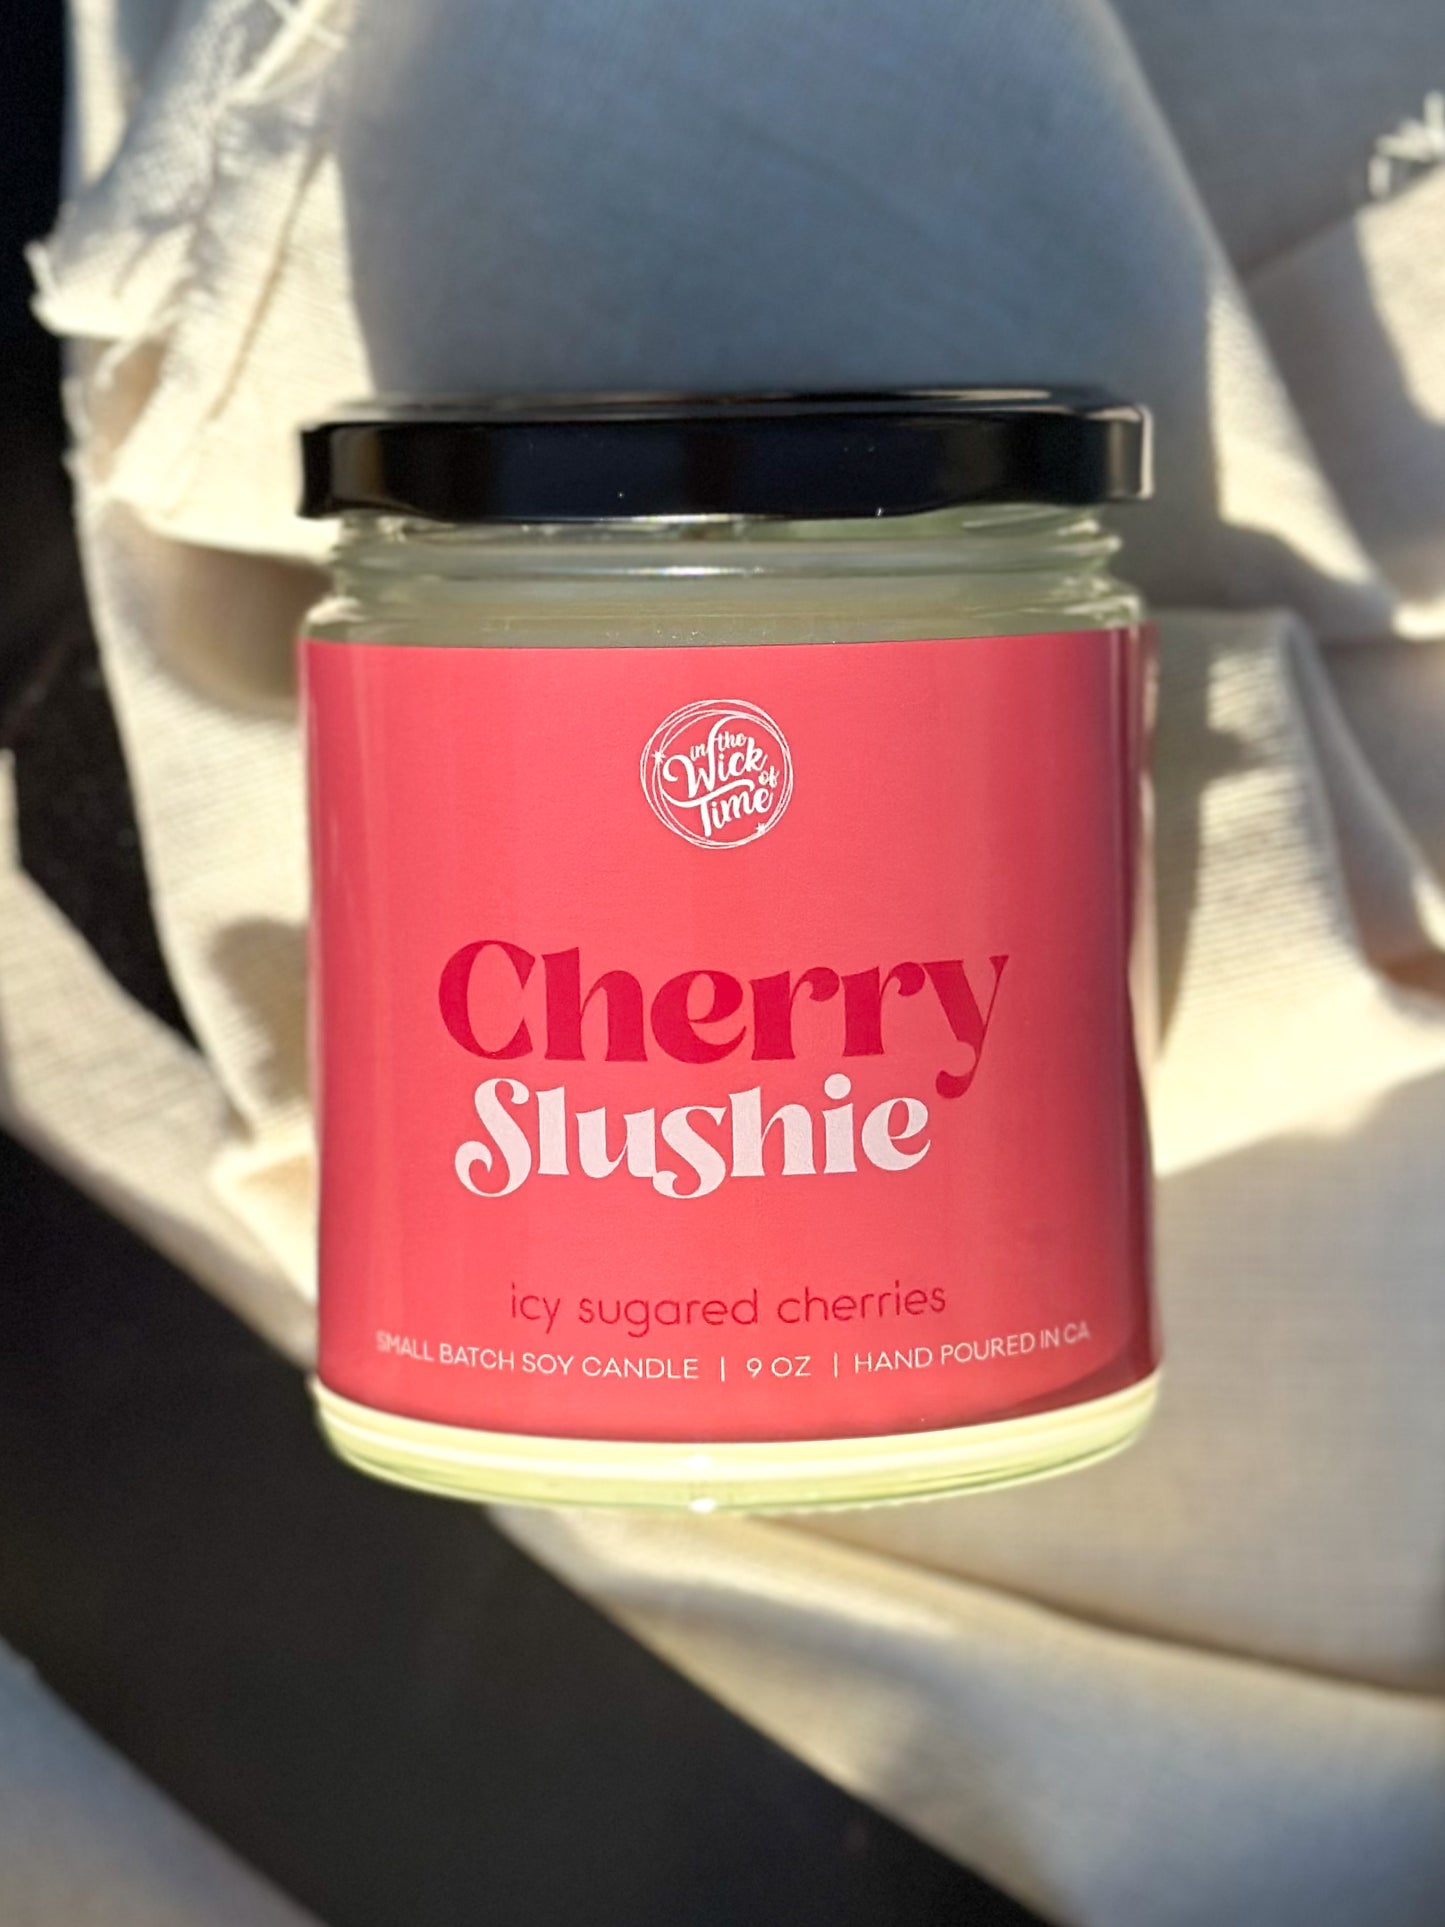 in the
Wick of
Time
Cherry
Slushie
icy sugared cherries
SMALL BATCH SOY CANDLE | 9 OZ | HAND POURED IN CA